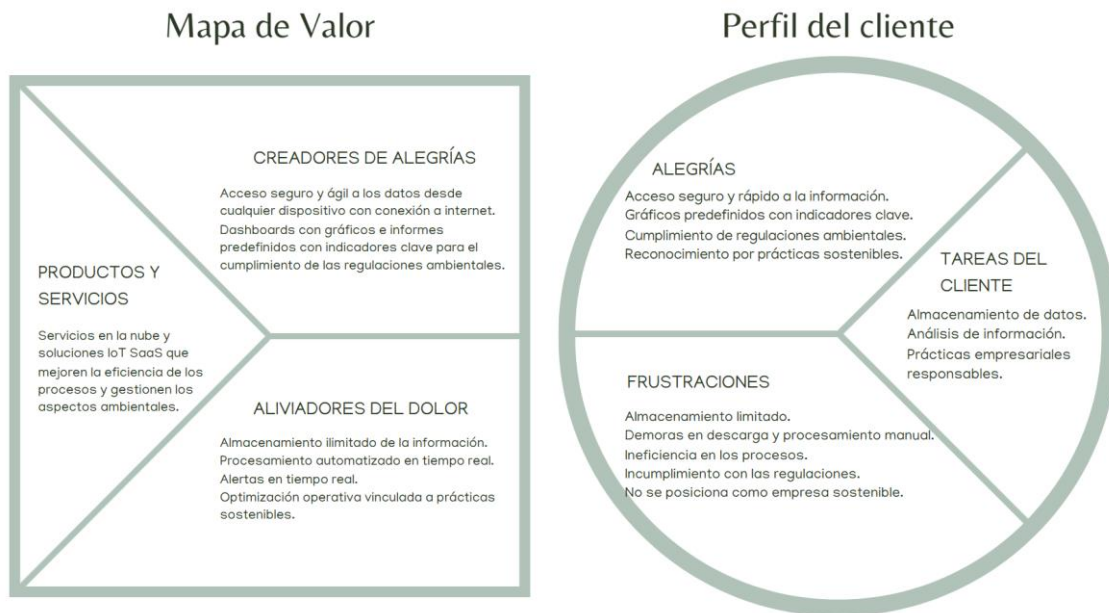 Mapa de Valor
CREADORES DE ALEGRÍAS
Acceso seguro y ágil a los datos desde
cualquier dispositivo con conexión a internet.
Dashboards con gráficos e informes
predefinidos con indicadores clave para el
cumplimiento de las regulaciones ambientales.
PRODUCTOS Y
SERVICIOS
Servicios en la nube y
soluciones IoT SaaS que
mejoren la eficiencia de los
procesos y gestionen los
aspectos ambientales.
ALIVIADORES DEL DOLOR
Almacenamiento ilimitado de la información.
Procesamiento automatizado en tiempo real.
Alertas en tiempo real.
Optimización operativa vinculada a prácticas
sostenibles.
Perfil del cliente
ALEGRÍAS
Acceso seguro y rápido a la información.
Gráficos predefinidos con indicadores clave.
Cumplimiento de regulaciones ambientales.
Reconocimiento por prácticas sostenibles.
TAREAS DEL
CLIENTE
Almacenamiento de datos.
Análisis de información.
Prácticas empresariales
responsables.
FRUSTRACIONES
Almacenamiento limitado.
Demoras en descarga y procesamiento manual.
Ineficiencia en los procesos.
Incumplimiento con las regulaciones.
No se posiciona como empresa sostenible.